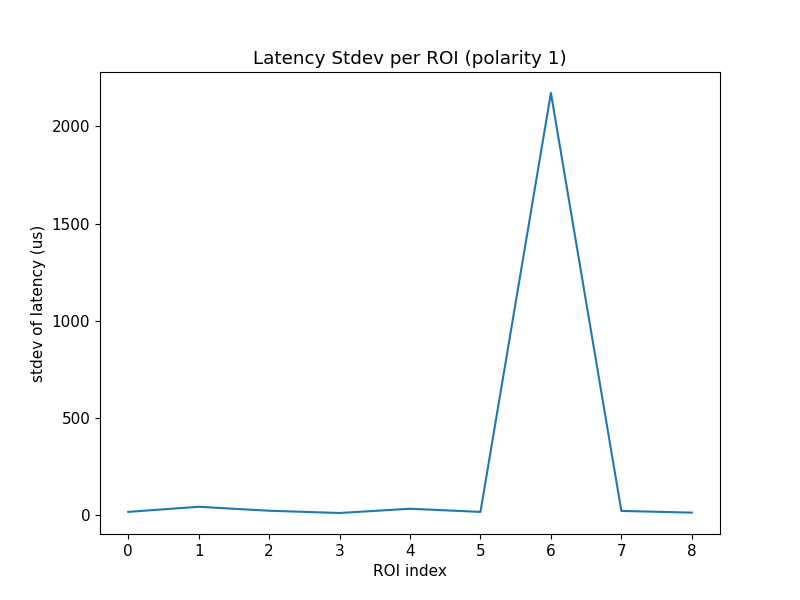 Latency Stdev per ROI (polarity 1)
stdev of latency (us)
2000
1500
1000
500
0
0 1 2 3 4 5 6 7 8
ROI index